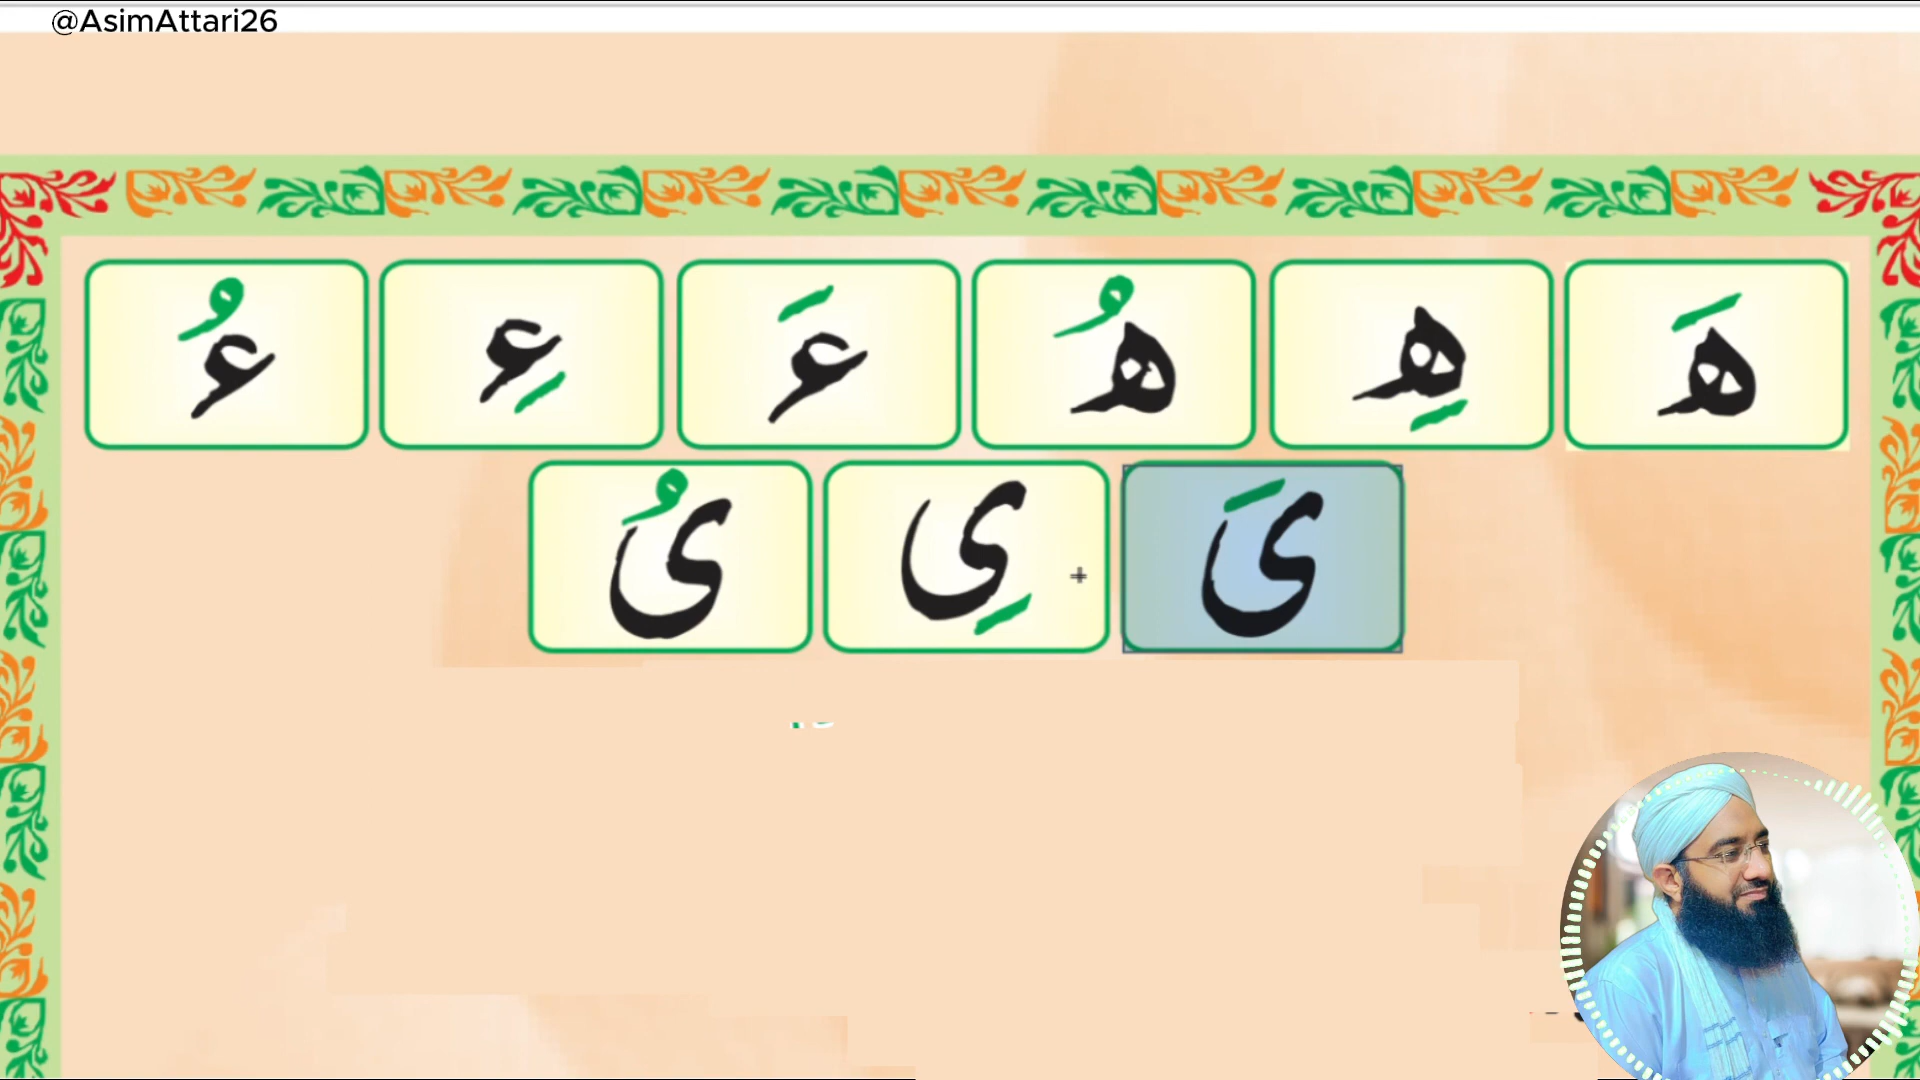 @AsimAttari26
هَ هِ هُ ءَ ءِ ءُ
یَ یِ یُ